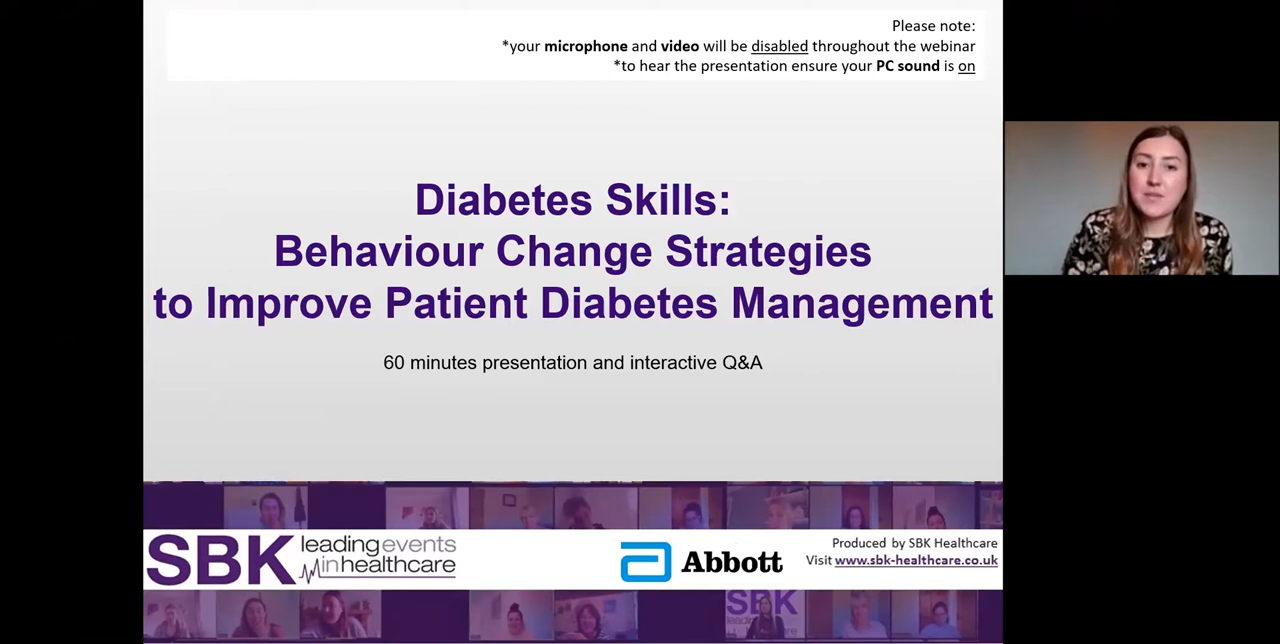 Please note:
*your microphone and video will be disabled throughout the webinar
*to hear the presentation ensure your PC sound is on
Diabetes Skills:
Behaviour Change Strategies
to Improve Patient Diabetes Management
60 minutes presentation and interactive Q&A
SBK leading events
in healthcare
Abbott
Produced by SBK Healthcare
Visit www.sbk-healthcare.co.uk
SBK